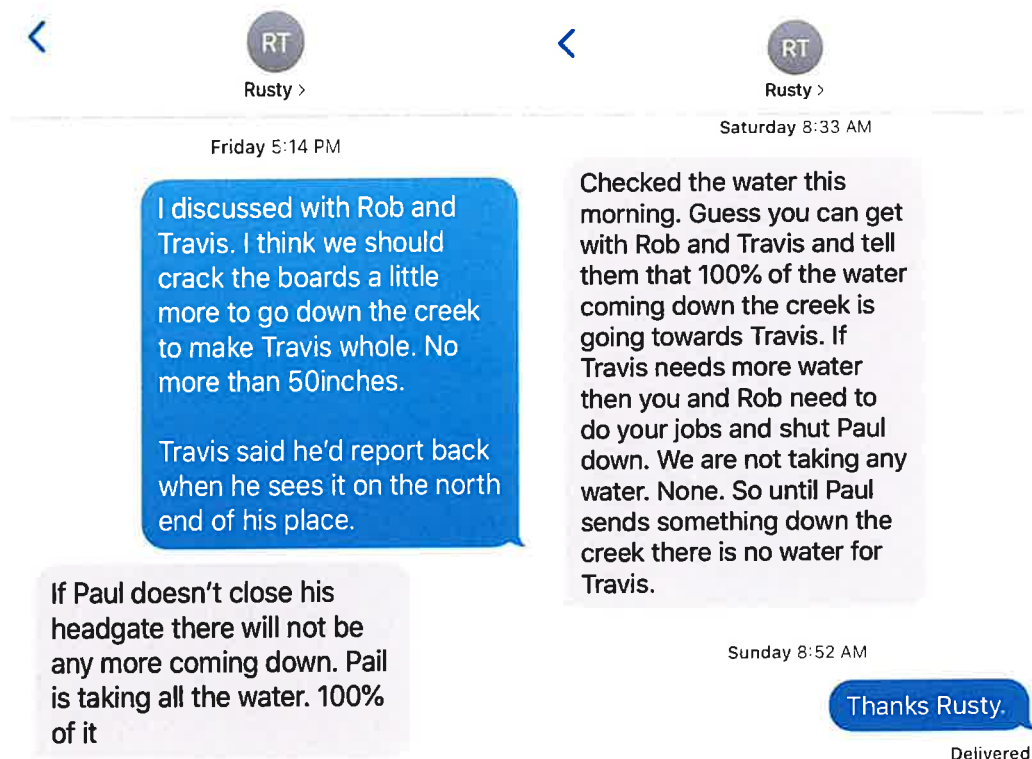 RT
Rusty >
Friday 5:14 PM
I discussed with Rob and
Travis. I think we should
crack the boards a little
more to go down the creek
to make Travis whole. No
more than 50inches.
Travis said he'd report back
when he sees it on the north
end of his place.
If Paul doesn't close his
headgate there will not be
any more coming down. Pail
is taking all the water. 100%
of it
RT
Rusty >
Saturday 8:33 AM
Checked the water this
morning. Guess you can get
with Rob and Travis and tell
them that 100% of the water
coming down the creek is
going towards Travis. If
Travis needs more water
then you and Rob need to
do your jobs and shut Paul
down. We are not taking any
water. None. So until Paul
sends something down the
creek there is no water for
Travis.
Sunday 8:52 AM
Thanks Rusty.
Delivered